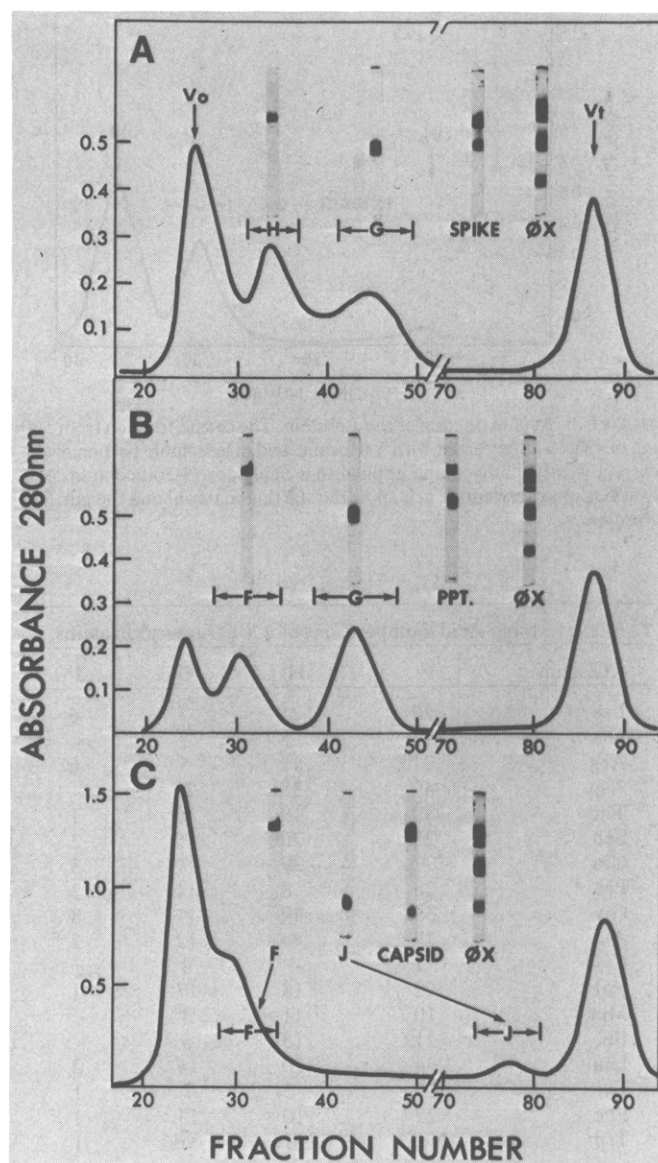 A
Vo
Vt
0.5
0.4
0.3
0.2
0.1
H
G
SPIKE
ØX
20 30 40 50 70 80 90
B
0.5
0.4
0.3
0.2
0.1
F
G
PPT.
ØX
20 30 40 50 70 80 90
C
1.5
1.0
0.5
F
J
CAPSID
ØX
F
J
20 30 40 50 70 80 90
ABSORBANCE 280nm
FRACTION NUMBER